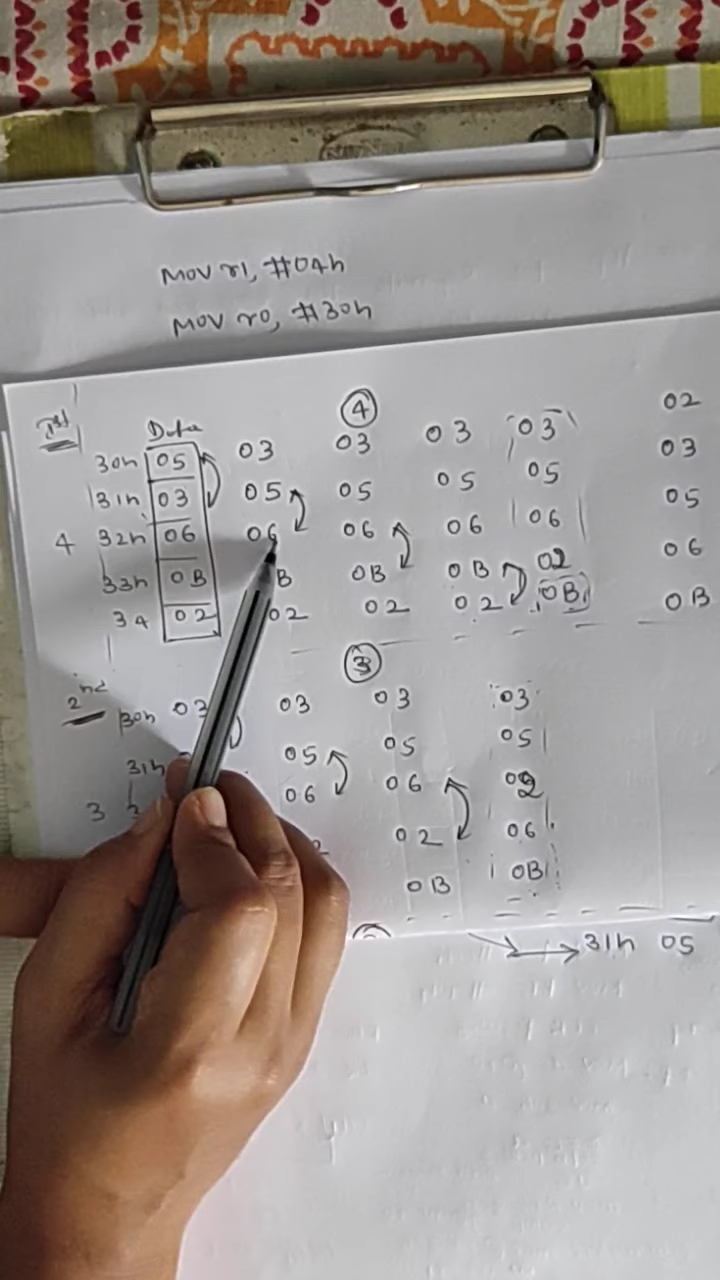 MOV r1, #04h
MOV r0, #30h
Ist
Data ④
30h 05 03 03 03 03 02
31h 03 05 05 05 05 03
4 32h 06 06 06 06 06 05
33h 0B B 0B 0B 02 06
34 02 02 02 02 0B 0B
③
2nd
30h 03 03 03 03
31h 05 05 05
3 06 06 02
02 06
0B 0B
31h 05